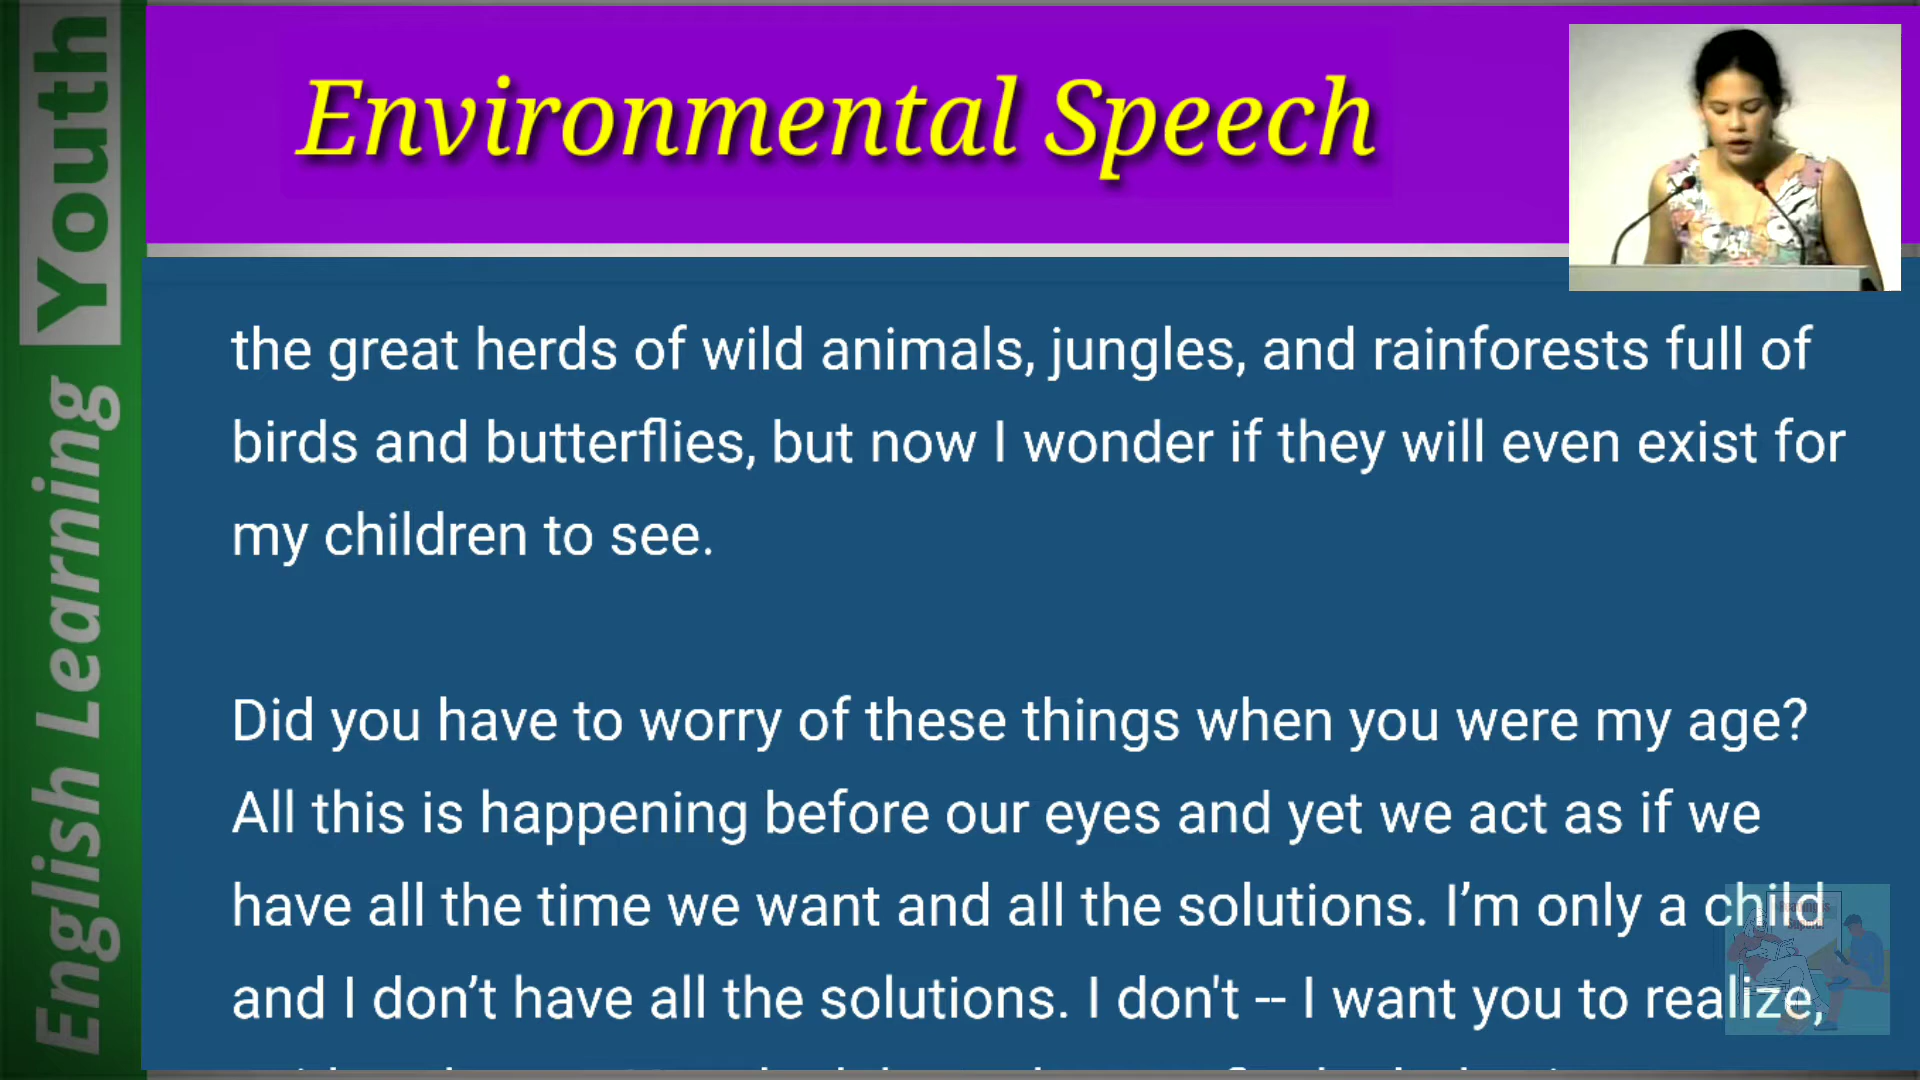 English Learning Youth
Environmental Speech
the great herds of wild animals, jungles, and rainforests full of
birds and butterflies, but now I wonder if they will even exist for
my children to see.
Did you have to worry of these things when you were my age?
All this is happening before our eyes and yet we act as if we
have all the time we want and all the solutions. I’m only a child
and I don’t have all the solutions. I don't -- I want you to realize,